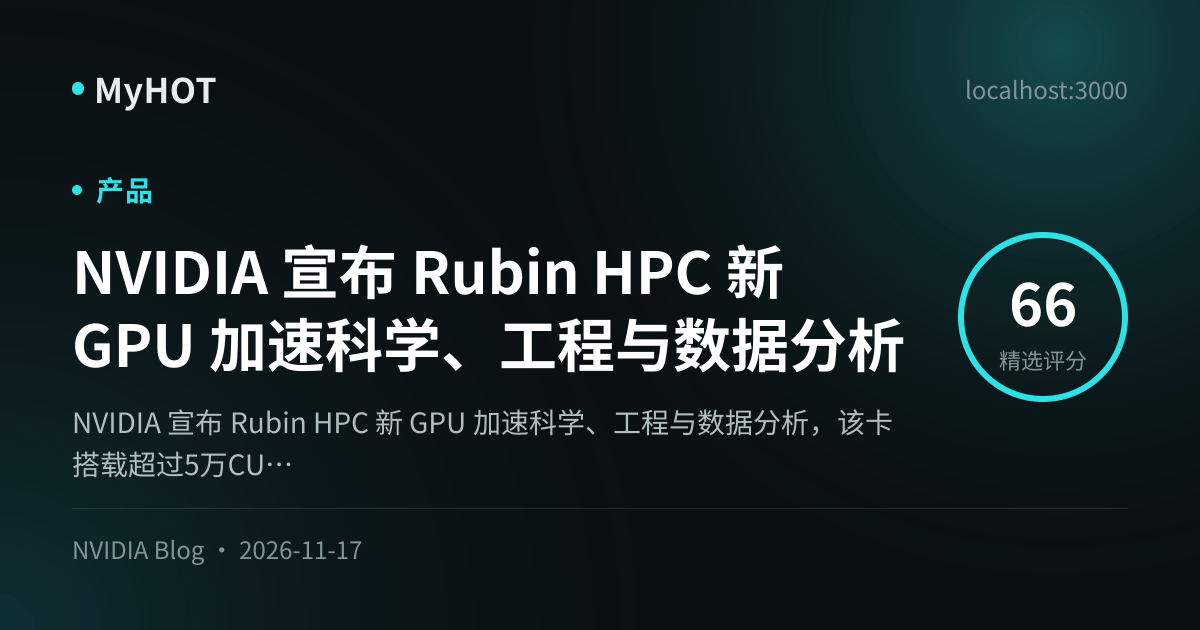 MyHOT
localhost:3000
产品
NVIDIA 宣布 Rubin HPC 新
GPU 加速科学、工程与数据分析
66
精选评分
NVIDIA 宣布 Rubin HPC 新 GPU 加速科学、工程与数据分析，该卡
搭载超过5万CU…
NVIDIA Blog · 2026-11-17